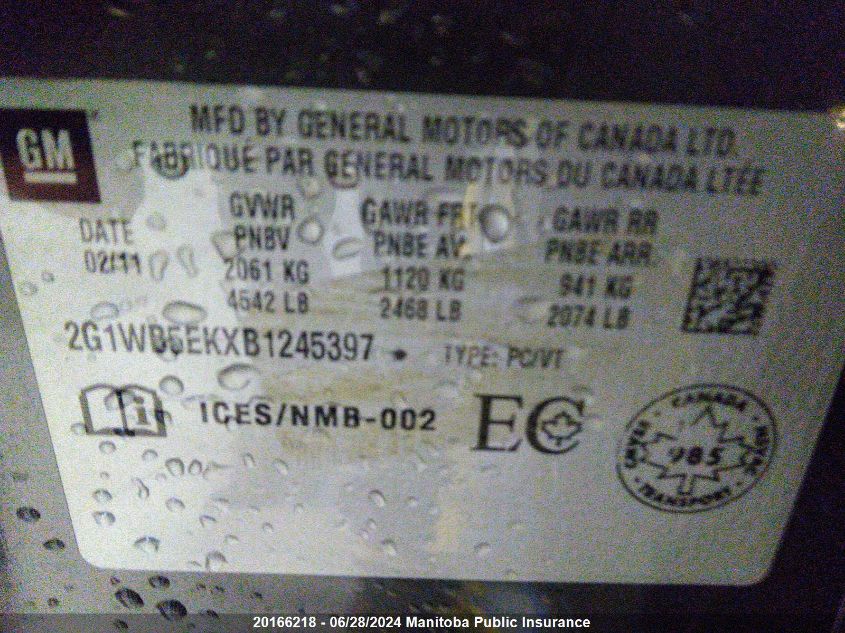 GM
MFD BY GENERAL MOTORS OF CANADA LTD.
FABRIQUÉ PAR GENERAL MOTORS DU CANADA LTÉE
DATE
02/11
GVWR
PNBV
2061 KG
4542 LB
GAWR FRT
PNBE AV.
1120 KG
2468 LB
GAWR RR
PNBE ARR.
941 KG
2074 LB
2G1WB5EKXB1245397
TYPE: PC/VT
ICES/NMB-002
EC
CANADA
TRANSPORT
985
20166218 - 06/28/2024 Manitoba Public Insurance